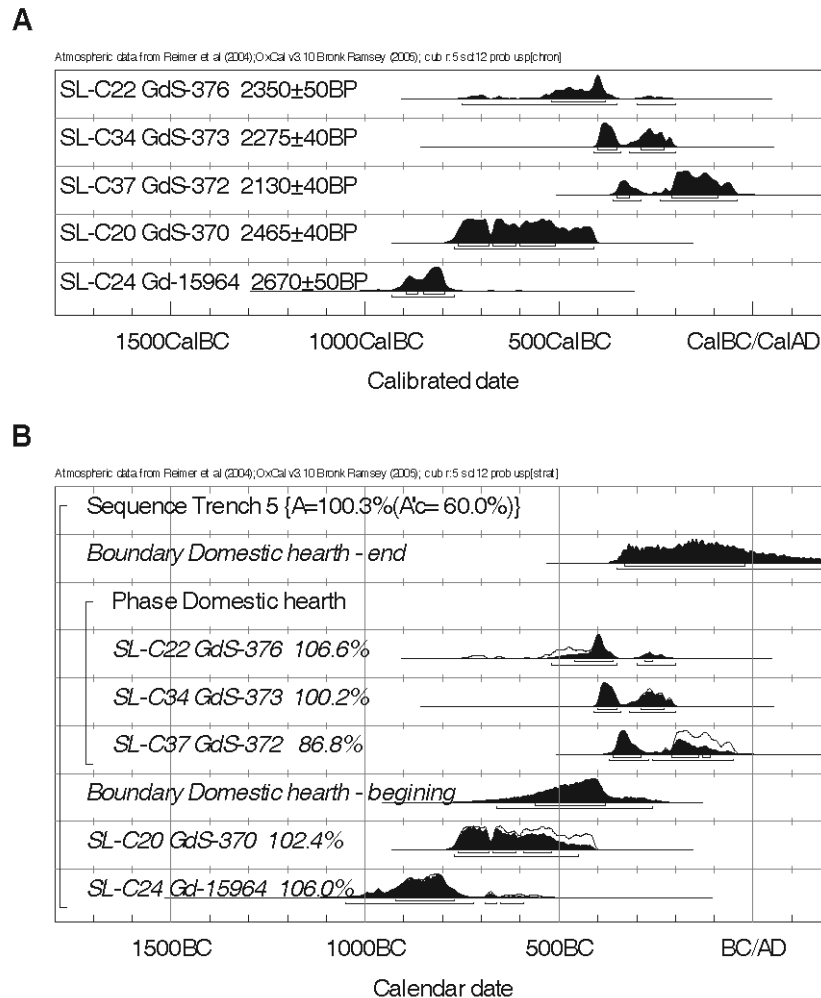 A
Atmospheric data from Reimer et al (2004);OxCal v3.10 Bronk Ramsey (2005); cub r:5 sd:12 prob usp[chron]
SL-C22 GdS-376 2350±50BP
SL-C34 GdS-373 2275±40BP
SL-C37 GdS-372 2130±40BP
SL-C20 GdS-370 2465±40BP
SL-C24 Gd-15964 2670±50BP
1500CalBC 1000CalBC 500CalBC CalBC/CalAD
Calibrated date
B
Atmospheric data from Reimer et al (2004);OxCal v3.10 Bronk Ramsey (2005); cub r:5 sd:12 prob usp[strat]
Sequence Trench 5 {A=100.3%(A'c= 60.0%)}
Boundary Domestic hearth - end
Phase Domestic hearth
SL-C22 GdS-376 106.6%
SL-C34 GdS-373 100.2%
SL-C37 GdS-372 86.8%
Boundary Domestic hearth - begining
SL-C20 GdS-370 102.4%
SL-C24 Gd-15964 106.0%
1500BC 1000BC 500BC BC/AD
Calendar date